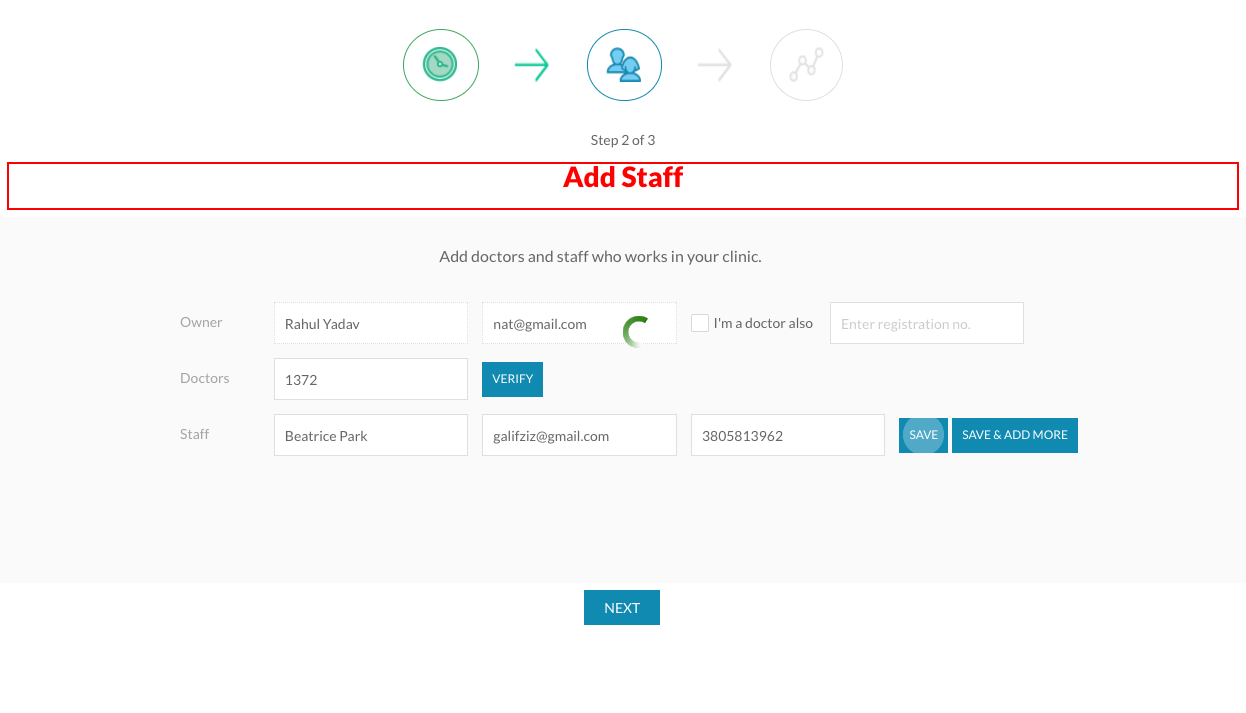 Step 2 of 3
Add Staff
Add doctors and staff who works in your clinic.
Owner Rahul Yadav nat@gmail.com I'm a doctor also Enter registration no.
Doctors 1372 VERIFY
Staff Beatrice Park galifziz@gmail.com 3805813962 SAVE SAVE & ADD MORE
NEXT